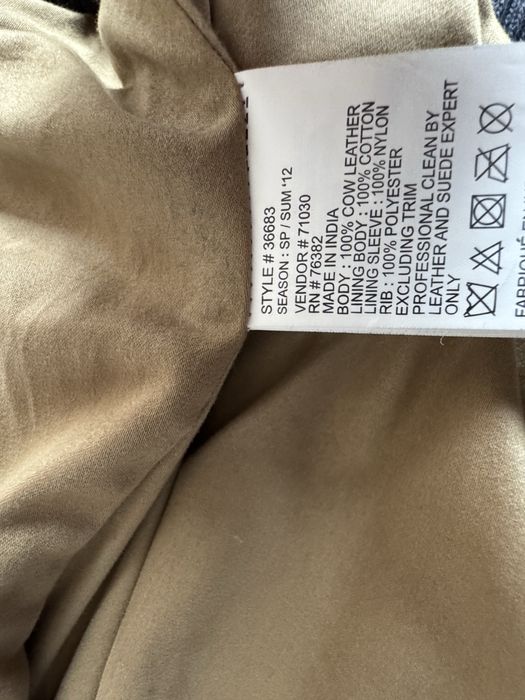 STYLE # 36683
SEASON : SP / SUM '12
VENDOR # 71030
RN # 76382
MADE IN INDIA
BODY : 100% COW LEATHER
LINING BODY : 100% COTTON
LINING SLEEVE : 100% NYLON
RIB : 100% POLYESTER
EXCLUDING TRIM
PROFESSIONAL CLEAN BY
LEATHER AND SUEDE EXPERT
ONLY
FABRIQUÉ